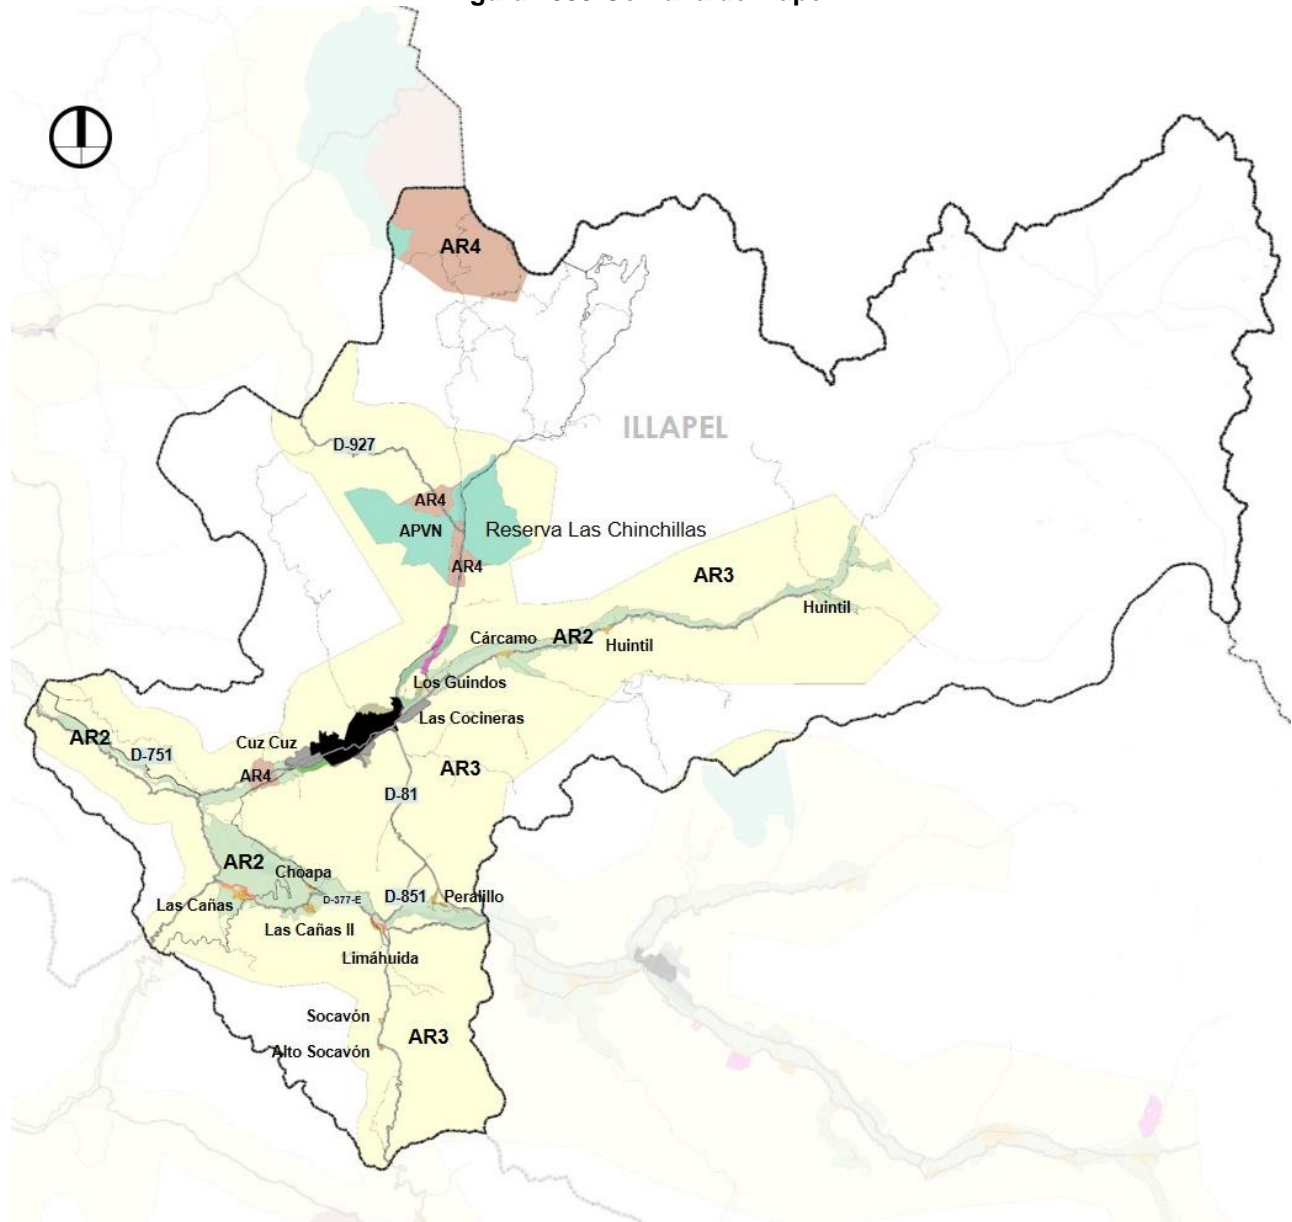 AR4
ILLAPEL
D-927
AR4
APVN
Reserva Las Chinchillas
AR4
AR3
Huintil
Cárcamo
AR2
Huintil
Los Guindos
Las Cocineras
AR2
Cuz Cuz
D-751
AR4
AR3
D-81
AR2
Choapa
D-377-E
D-851
Peralillo
Las Cañas
Las Cañas II
Limáhuida
Socavón
AR3
Alto Socavón